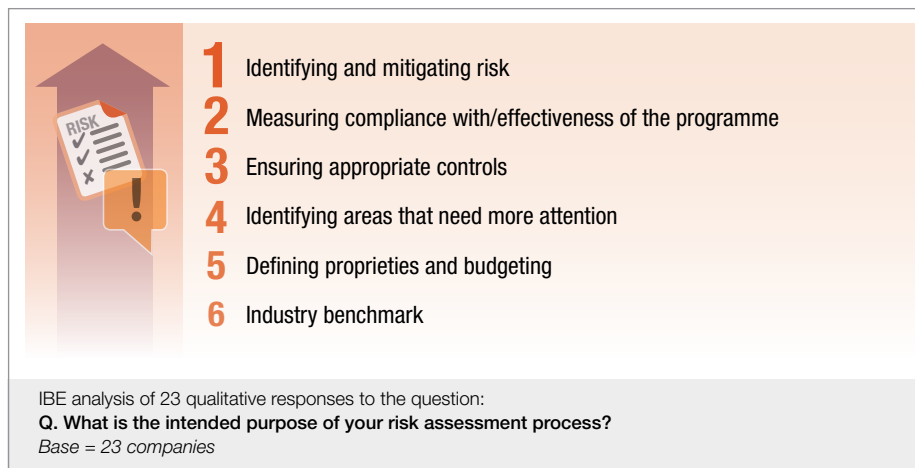 RISK
!
1 Identifying and mitigating risk
2 Measuring compliance with/effectiveness of the programme
3 Ensuring appropriate controls
4 Identifying areas that need more attention
5 Defining proprieties and budgeting
6 Industry benchmark
IBE analysis of 23 qualitative responses to the question:
Q. What is the intended purpose of your risk assessment process?
Base = 23 companies